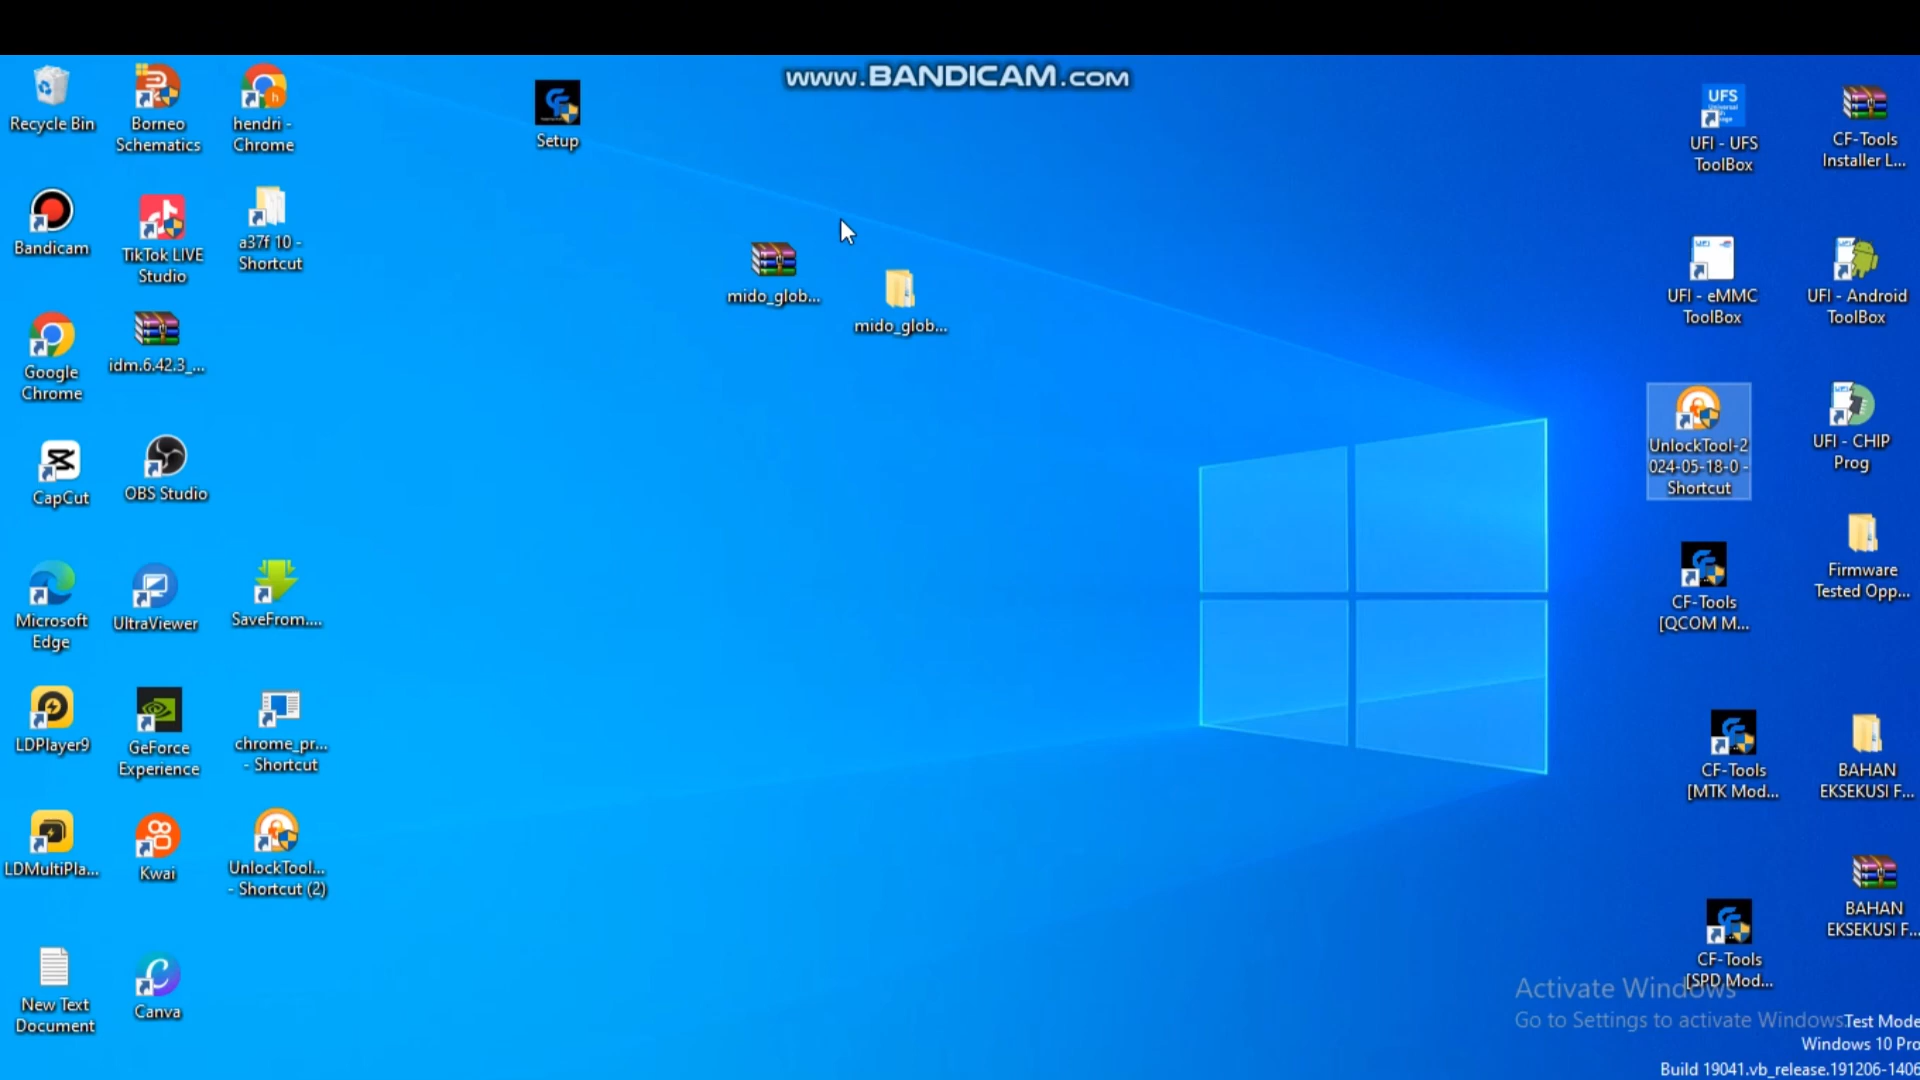 www.BANDICAM.com
Recycle Bin
Borneo
Schematics
hendri -
Chrome
Setup
UFS
UFI - UFS
ToolBox
CF-Tools
Installer L...
Bandicam
TikTok LIVE
Studio
a37f 10 -
Shortcut
mido_glob...
mido_glob...
UFI - eMMC
ToolBox
UFI - Android
ToolBox
Google
Chrome
idm.6.42.3_...
UnlockTool-2
024-05-18-0 -
Shortcut
UFI - CHIP
Prog
CapCut
OBS Studio
Microsoft
Edge
UltraViewer
SaveFrom....
CF-Tools
[QCOM M...
Firmware
Tested Opp...
LDPlayer9
GeForce
Experience
chrome_pr...
- Shortcut
CF-Tools
[MTK Mod...
BAHAN
EKSEKUSI F...
LDMultiPla...
Kwai
UnlockTool...
- Shortcut (2)
BAHAN
EKSEKUSI F...
New Text
Document
Canva
CF-Tools
[SPD Mod...
Activate Windows
Go to Settings to activate Windows.
Test Mode
Windows 10 Pro
Build 19041.vb_release.191206-1406